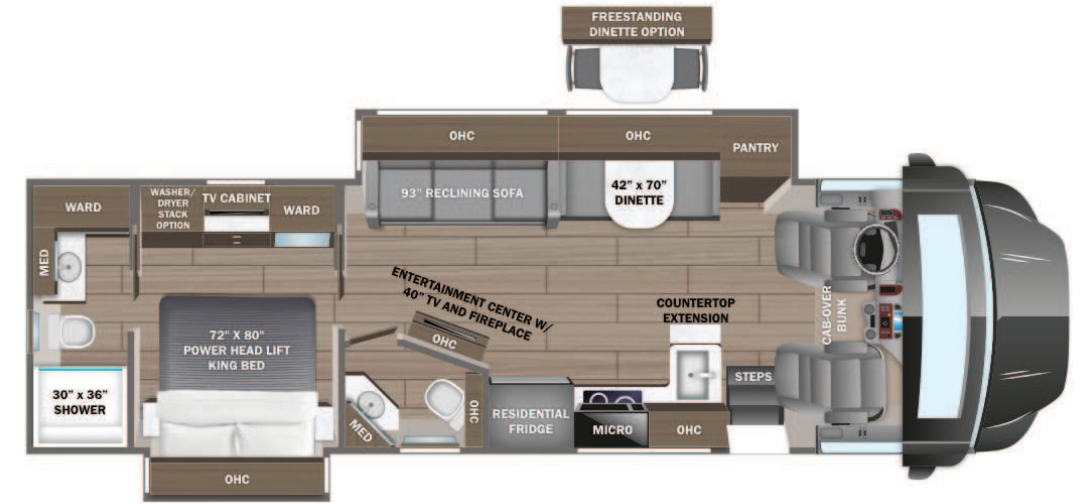 FREESTANDING
DINETTE OPTION
OHC
OHC
PANTRY
93" RECLINING SOFA
42" x 70"
DINETTE
WARD
WASHER/
DRYER
STACK
OPTION
TV CABINET
WARD
MED
ENTERTAINMENT CENTER W/
40" TV AND FIREPLACE
OHC
COUNTERTOP
EXTENSION
CAB-OVER
BUNK
72" X 80"
POWER HEAD LIFT
KING BED
30" x 36"
SHOWER
MED
OHC
RESIDENTIAL
FRIDGE
MICRO
OHC
STEPS
OHC